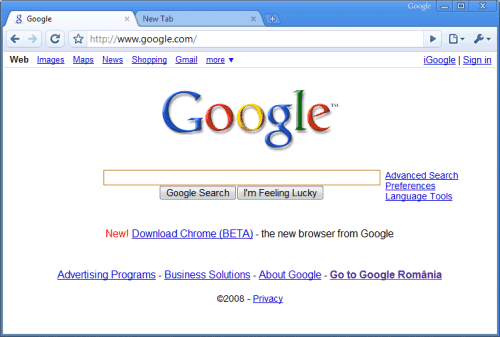 Google
Google New Tab
http://www.google.com/
Web Images Maps News Shopping Gmail more ▼ iGoogle | Sign in
Google™
Advanced Search
Preferences
Language Tools
Google Search I'm Feeling Lucky
New! Download Chrome (BETA) - the new browser from Google
Advertising Programs - Business Solutions - About Google - Go to Google România
©2008 - Privacy